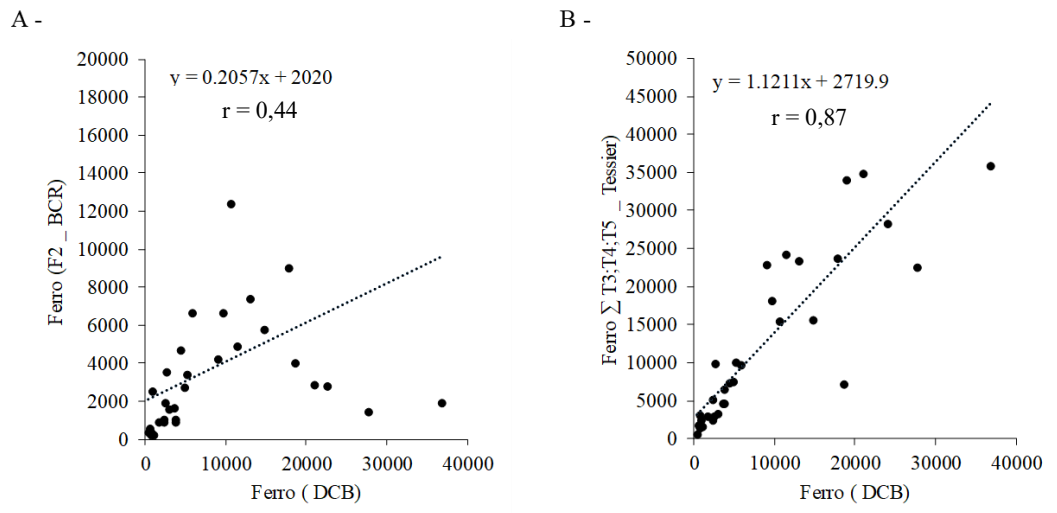 A -
y = 0.2057x + 2020
r = 0,44
Ferro (F2 _ BCR)
20000
18000
16000
14000
12000
10000
8000
6000
4000
2000
0
0 10000 20000 30000 40000
Ferro ( DCB)
B -
y = 1.1211x + 2719.9
r = 0,87
Ferro ∑ T3;T4;T5 _ Tessier)
50000
45000
40000
35000
30000
25000
20000
15000
10000
5000
0
0 10000 20000 30000 40000
Ferro ( DCB)